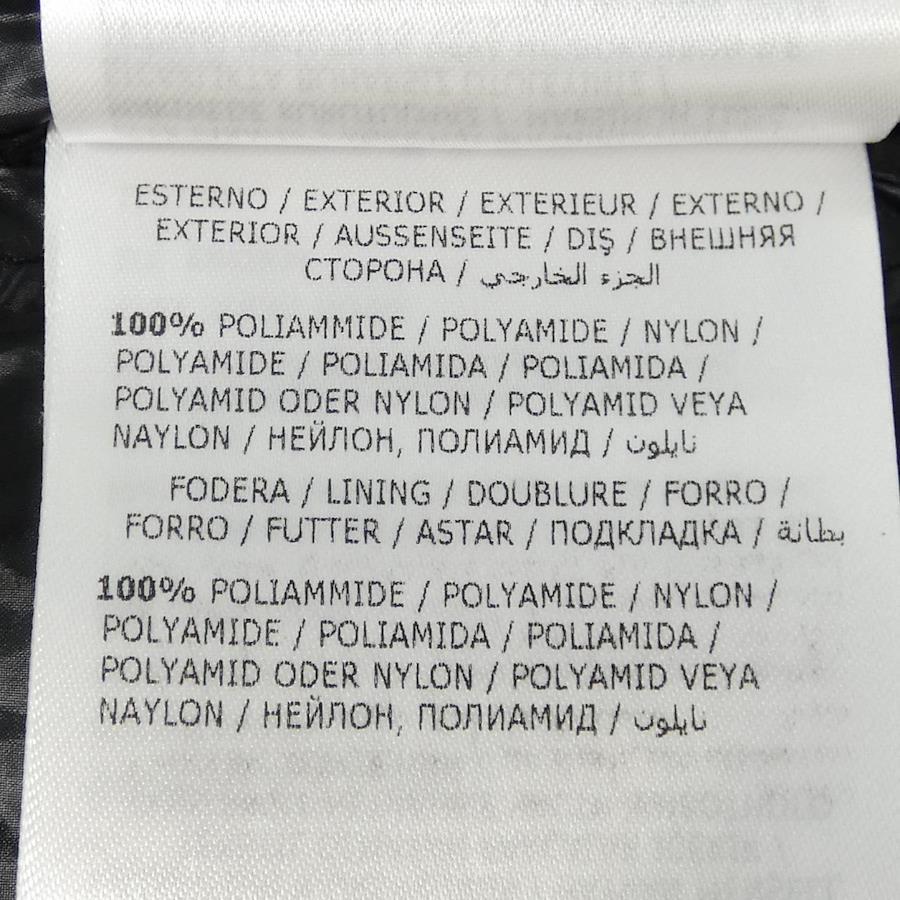 ESTERNO / EXTERIOR / EXTERIEUR / EXTERNO /
EXTERIOR / AUSSENSEITE / DIŞ / ВНЕШНЯЯ
СТОРОНА / الجزء الخارجي
100% POLIAMMIDE / POLYAMIDE / NYLON /
POLYAMIDE / POLIAMIDA / POLIAMIDA /
POLYAMID ODER NYLON / POLYAMID VEYA
NAYLON / НЕЙЛОН, ПОЛИАМИД / نايلون
FODERA / LINING / DOUBLURE / FORRO /
FORRO / FUTTER / ASTAR / ПОДКЛАДКА / بطانة
100% POLIAMMIDE / POLYAMIDE / NYLON /
POLYAMIDE / POLIAMIDA / POLIAMIDA /
POLYAMID ODER NYLON / POLYAMID VEYA
NAYLON / НЕЙЛОН, ПОЛИАМИД / نايلون